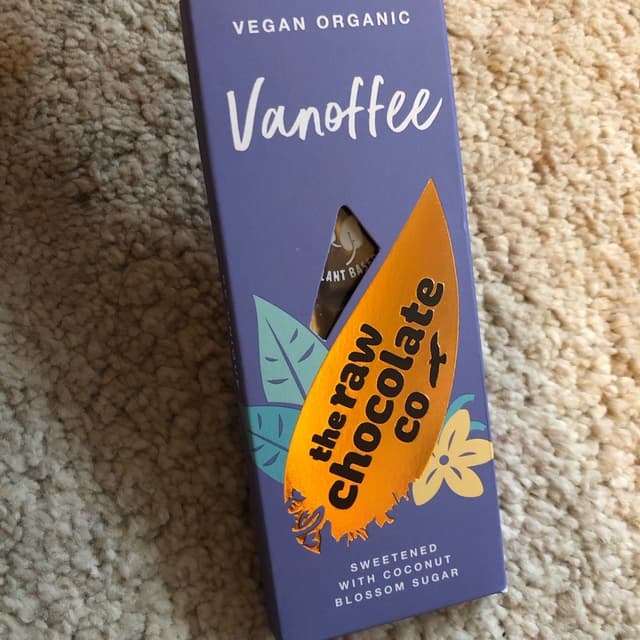 VEGAN ORGANIC
Vanoffee
the raw
chocolate
co
SWEETENED
WITH COCONUT
BLOSSOM SUGAR